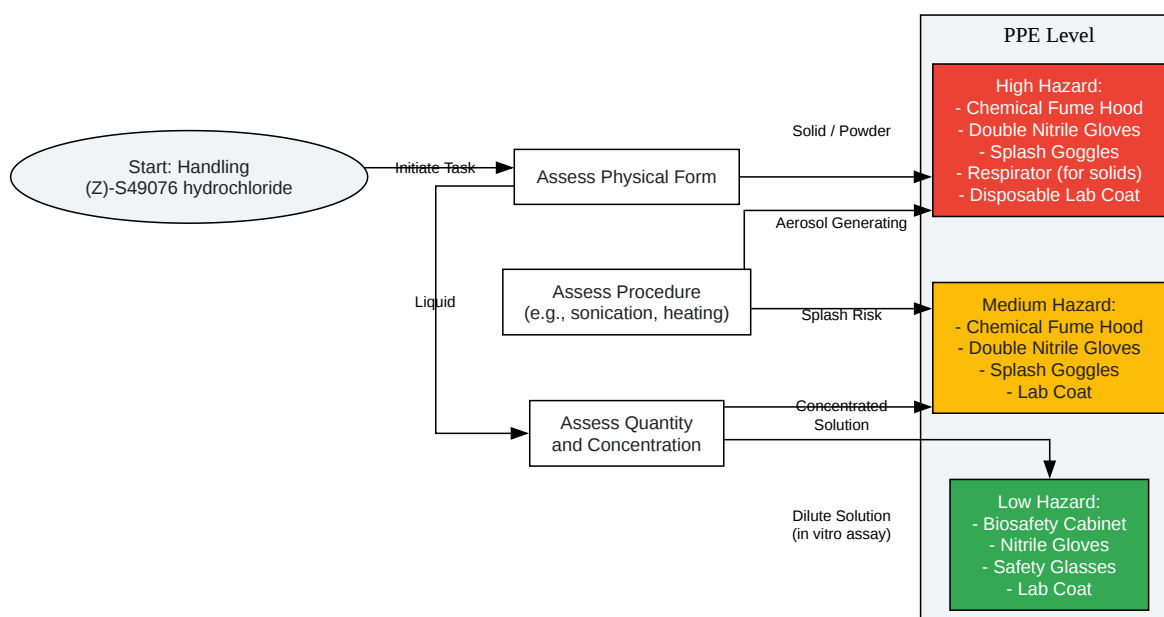 PPE Level
High Hazard:
- Chemical Fume Hood
- Double Nitrile Gloves
- Splash Goggles
- Respirator (for solids)
- Disposable Lab Coat
Solid / Powder
Start: Handling
(Z)-S49076 hydrochloride
Initiate Task
Assess Physical Form
Aerosol Generating
Liquid
Assess Procedure
(e.g., sonication, heating)
Splash Risk
Medium Hazard:
- Chemical Fume Hood
- Double Nitrile Gloves
- Splash Goggles
- Lab Coat
Assess Quantity
and Concentration
Concentrated
Solution
Dilute Solution
(in vitro assay)
Low Hazard:
- Biosafety Cabinet
- Nitrile Gloves
- Safety Glasses
- Lab Coat